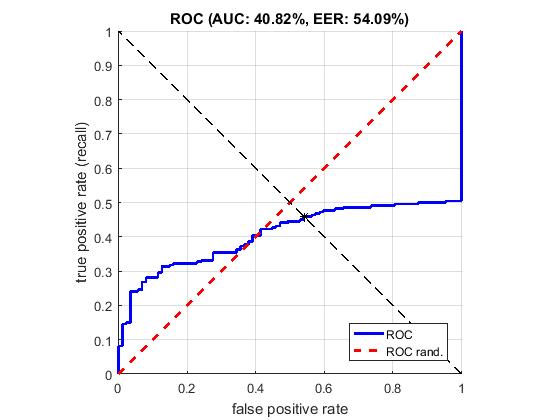 ROC (AUC: 40.82%, EER: 54.09%)
1
0.9
0.8
0.7
0.6
0.5
0.4
0.3
0.2
0.1
0
true positive rate (recall)
ROC
ROC rand.
0 0.2 0.4 0.6 0.8 1
false positive rate